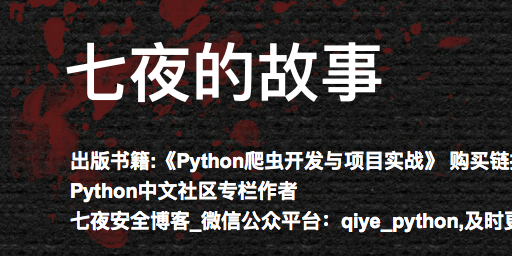 七夜的故事
出版书籍:《Python爬虫开发与项目实战》 购买链
Python中文社区专栏作者
七夜安全博客_微信公众平台：qiye_python,及时